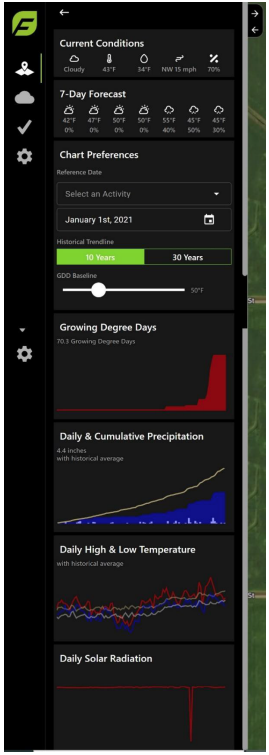 Current Conditions
Cloudy 43°F 34°F NW 15 mph 70%
7-Day Forecast
42°F 47°F 50°F 50°F 55°F 45°F 45°F
0% 0% 0% 0% 40% 50% 30%
Chart Preferences
Reference Date
Select an Activity
January 1st, 2021
Historical Trendline
10 Years 30 Years
GDD Baseline
50°F
Growing Degree Days
70.3 Growing Degree Days
Daily & Cumulative Precipitation
4.4 inches
with historical average
Daily High & Low Temperature
with historical average
Daily Solar Radiation
St
St